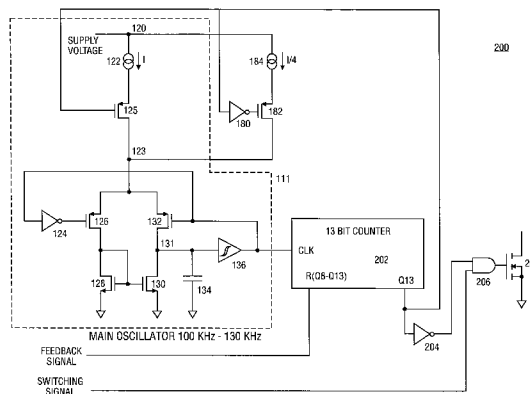 120
SUPPLY
VOLTAGE
122
I
184
I/4
200
125
180
182
123
111
124
126
132
131
136
128
130
134
13 BIT COUNTER
CLK
202
R(Q8-Q13)
Q13
204
206
2
MAIN OSCILLATOR 100 KHz - 130 KHz
FEEDBACK
SIGNAL
SWITCHING
SIGNAL